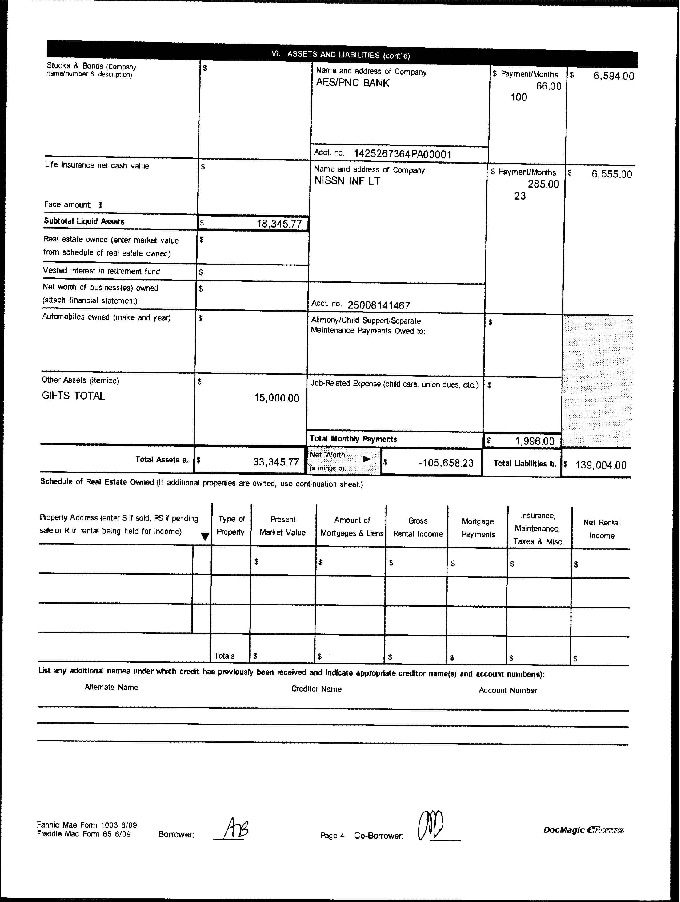 VI. ASSETS AND LIABILITIES (cont'd)
Stocks & Bonds (Company
name/number & description)
$
Name and address of Company
AES/PNC BANK
$ Payment/Months
66.00
100
$ 6,594.00
Acct. no. 1425267364PA00001
Life insurance net cash value
$
Face amount: $
Name and address of Company
NISSN INF LT
$ Payment/Months
285.00
23
$ 6,555.00
Subtotal Liquid Assets $ 18,345.77
Real estate owned (enter market value
from schedule of real estate owned)
$
Vested interest in retirement fund $
Net worth of business(es) owned
(attach financial statement)
$
Acct. no. 25008141467
Automobiles owned (make and year) $
Alimony/Child Support/Separate
Maintenance Payments Owed to:
$
Other Assets (itemize) $
GIFTS TOTAL 15,000.00
Job-Related Expense (child care, union dues, etc.) $
Total Monthly Payments $ 1,996.00
Total Assets a. $ 33,345.77
Net Worth
(a minus b)
$ -105,658.23
Total Liabilities b. $ 139,004.00
Schedule of Real Estate Owned (If additional properties are owned, use continuation sheet.)
Property Address (enter S if sold, PS if pending
sale or R if rental being held for income)
Type of
Property
Present
Market Value
Amount of
Mortgages & Liens
Gross
Rental Income
Mortgage
Payments
Insurance,
Maintenance,
Taxes & Misc.
Net Rental
Income
$ $ $ $ $ $
Totals $ $ $ $ $ $
List any additional names under which credit has previously been received and indicate appropriate creditor name(s) and account number(s):
Alternate Name Creditor Name Account Number
Fannie Mae Form 1003 6/09
Freddie Mac Form 65 6/09
Borrower:
Page 4 Co-Borrower:
DocMagic